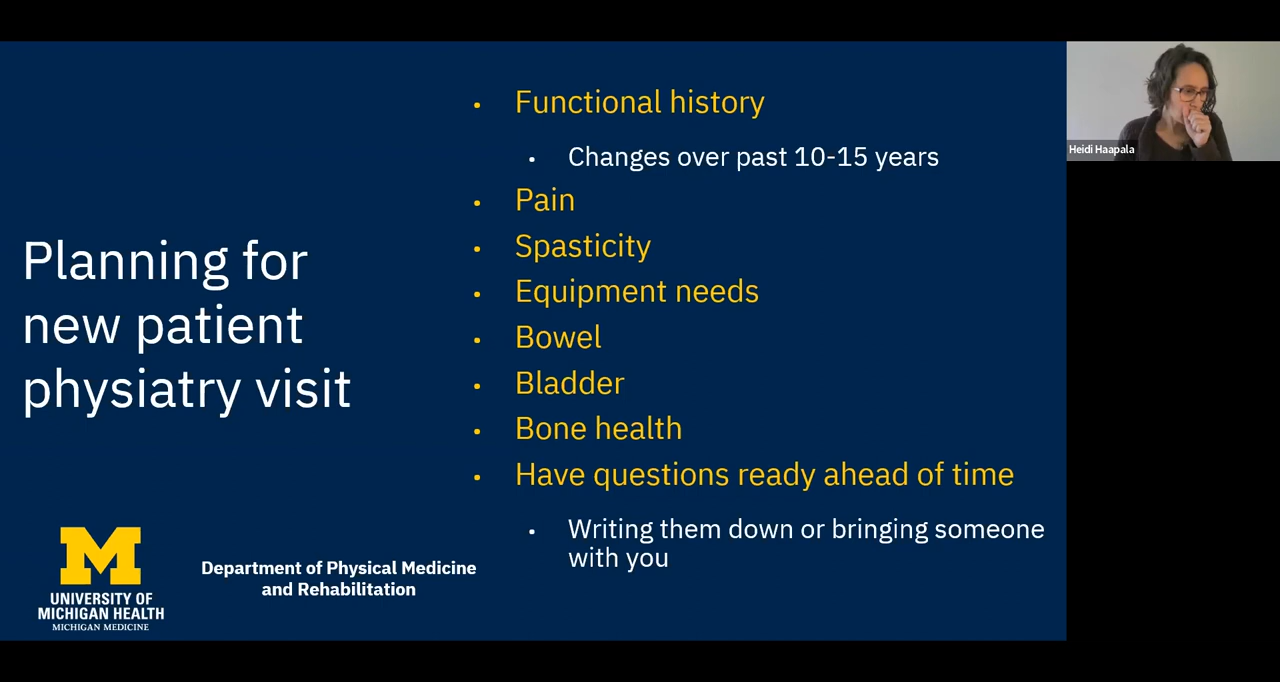 Planning for
new patient
physiatry visit
• Functional history
• Changes over past 10-15 years
• Pain
• Spasticity
• Equipment needs
• Bowel
• Bladder
• Bone health
• Have questions ready ahead of time
• Writing them down or bringing someone
with you
M
UNIVERSITY OF
MICHIGAN HEALTH
MICHIGAN MEDICINE
Department of Physical Medicine
and Rehabilitation
Heidi Haapala